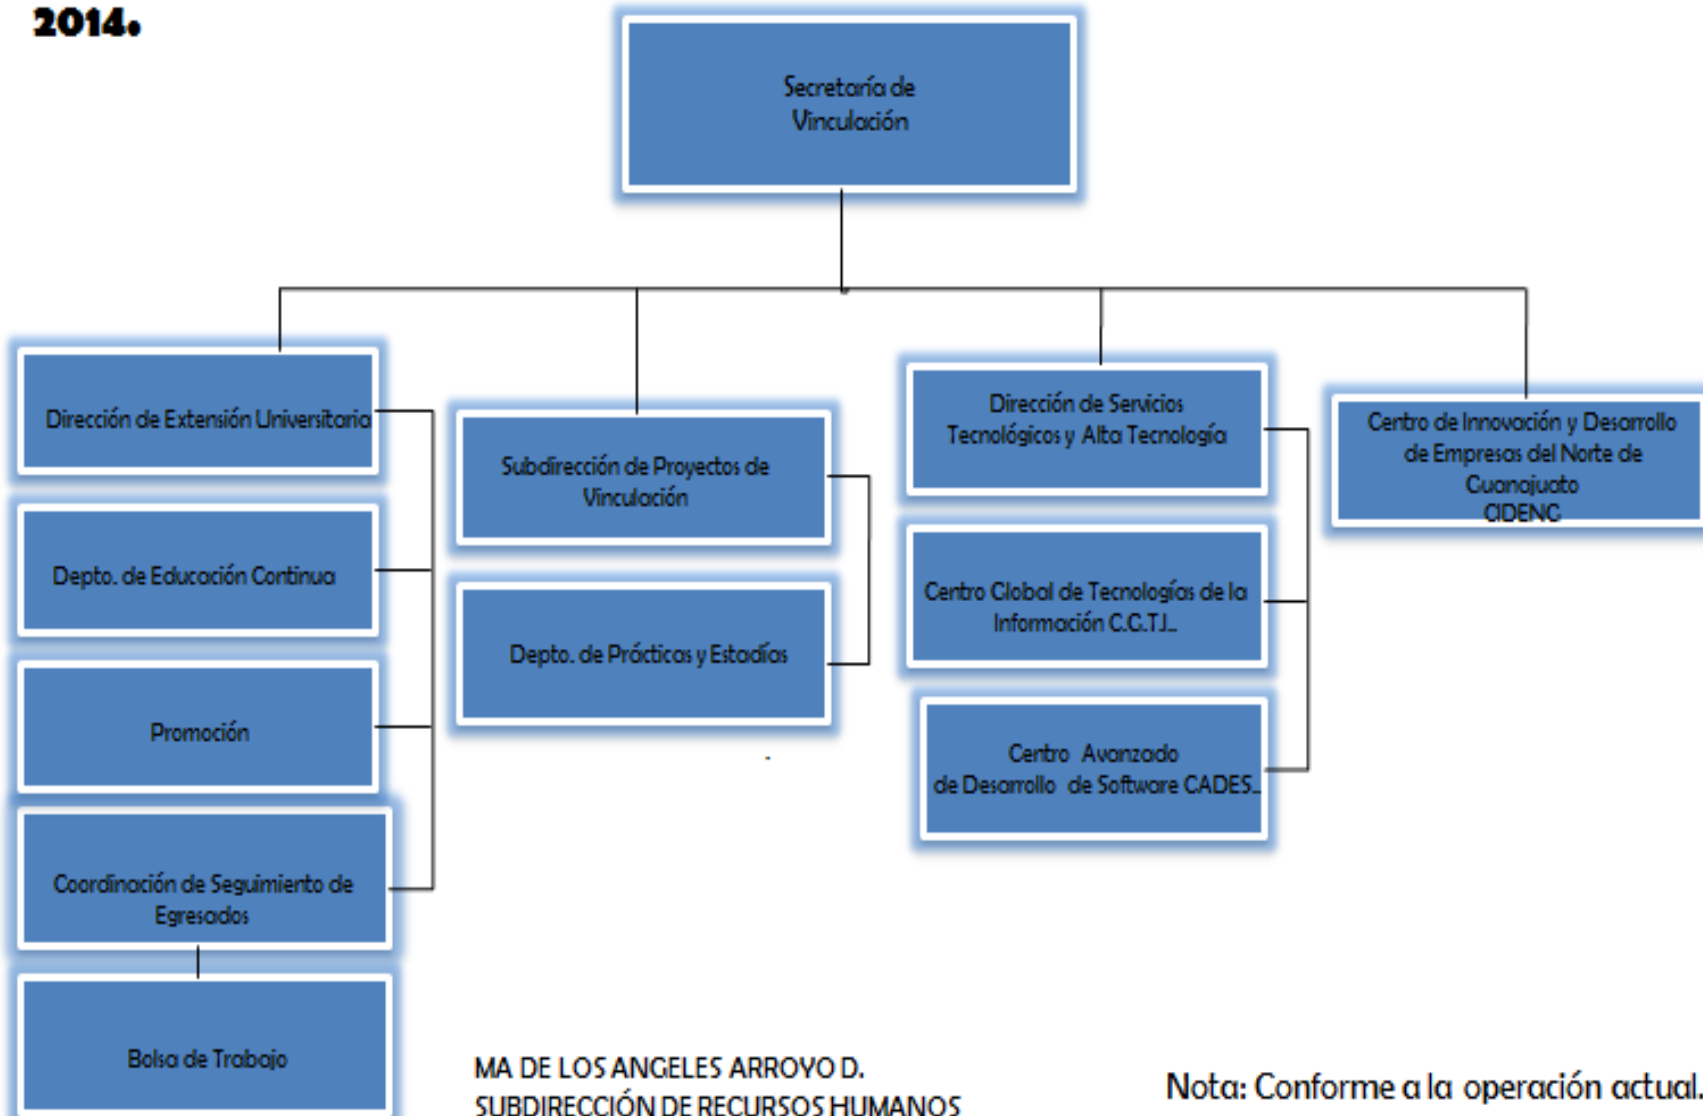 2014.
Secretaría de
Vinculación
Dirección de Extensión Universitaria
Depto. de Educación Continua
Promoción
Coordinación de Seguimiento de
Egresados
Bolsa de Trabajo
Subdirección de Proyectos de
Vinculación
Depto. de Prácticas y Estadías
Dirección de Servicios
Tecnológicos y Alta Tecnología
Centro Global de Tecnologías de la
Información C.G.T.I..
Centro Avanzado
de Desarrollo de Software CADES..
Centro de Innovación y Desarrollo
de Empresas del Norte de
Guanajuato
CIDENG
MA DE LOS ANGELES ARROYO D.
SUBDIRECCIÓN DE RECURSOS HUMANOS
Nota: Conforme a la operación actual.